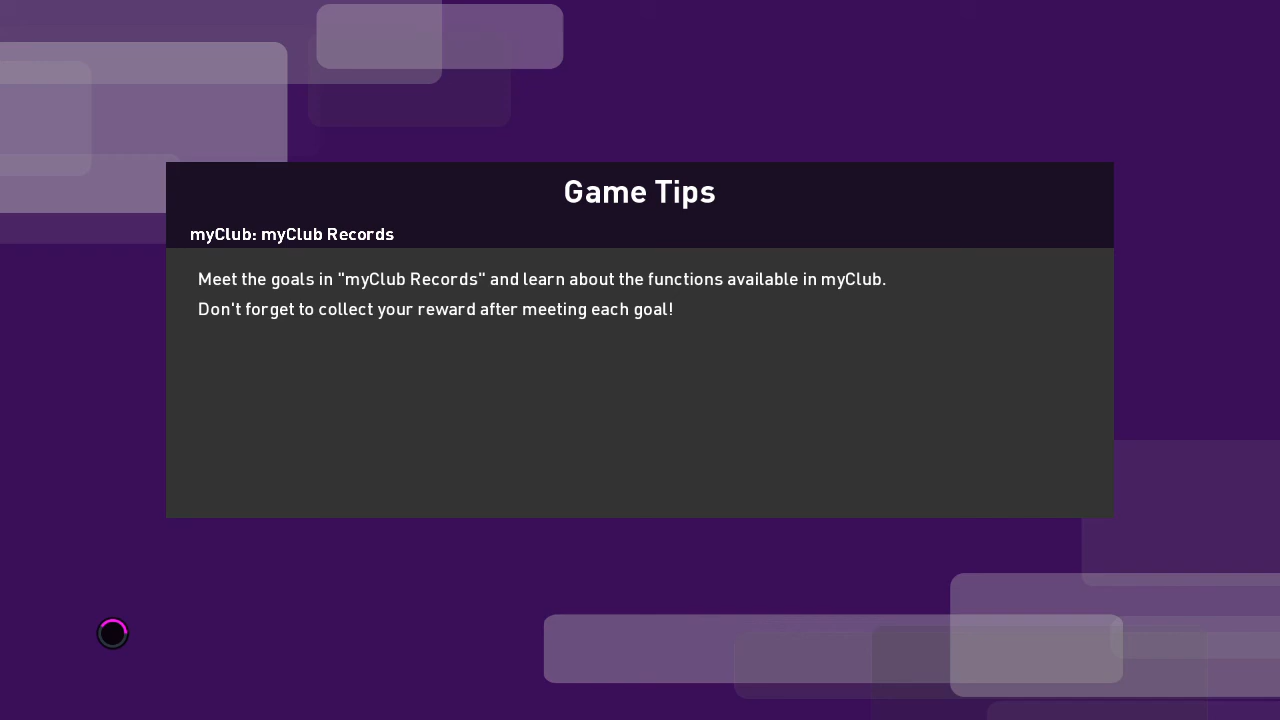 Game Tips
myClub: myClub Records
Meet the goals in "myClub Records" and learn about the functions available in myClub.
Don't forget to collect your reward after meeting each goal!